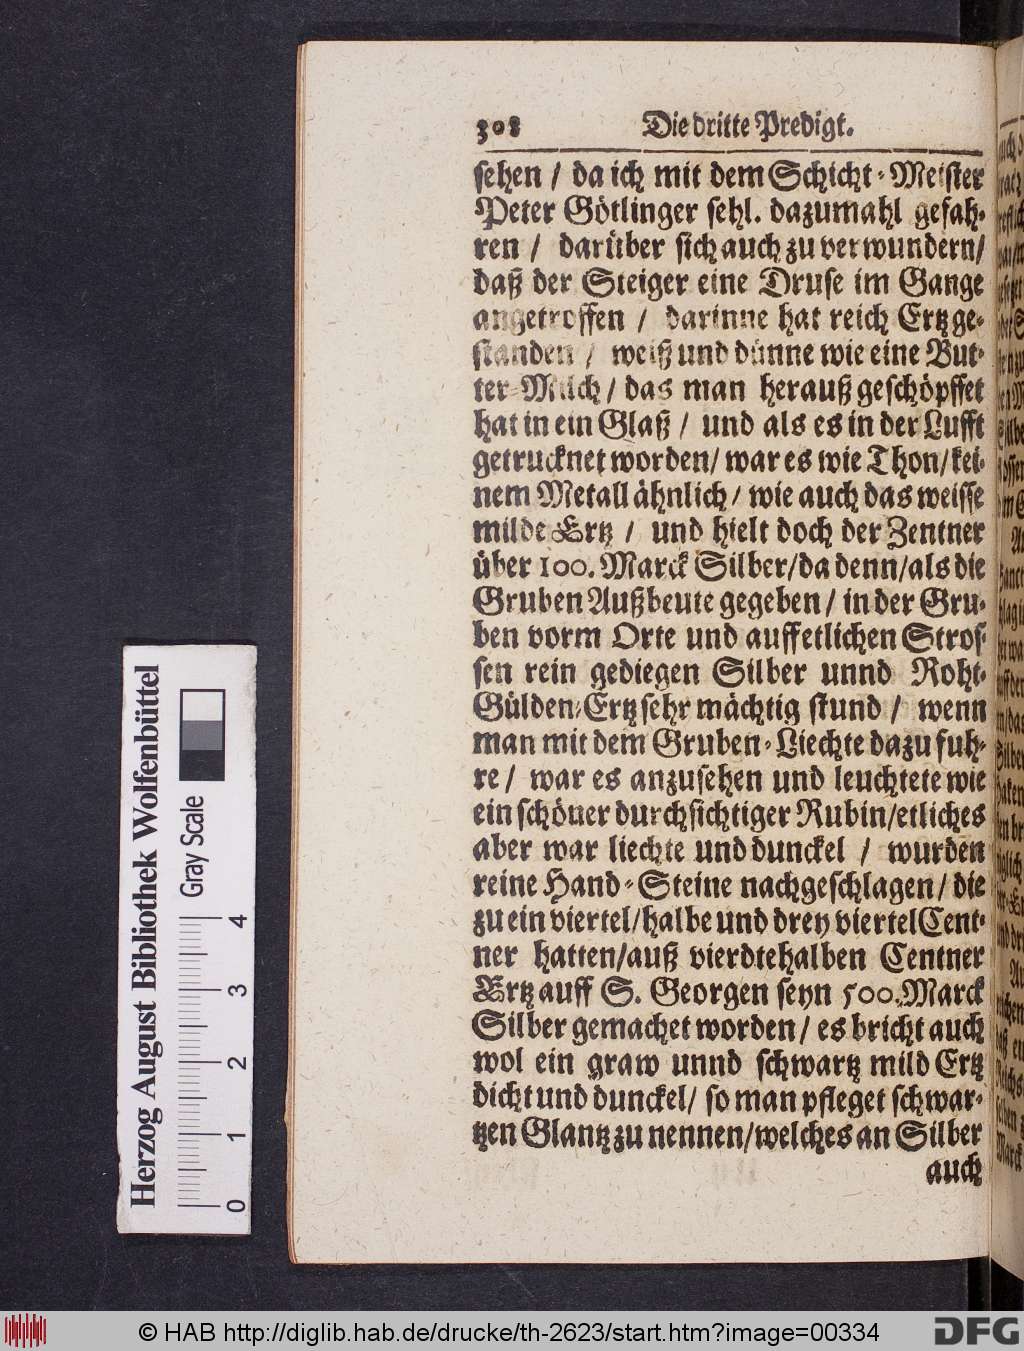 308 Die dritte Predigt.
sehen / da ich mit dem Schicht-Meister
Peter Götlinger sehl. dazumahl gefah-
ren / darüber sich auch zu verwundern/
daß der Steiger eine Druse im Gange
angetroffen / darinne hat reich Ertz ge-
standen / weiß und dünne wie eine But-
ter-Milch / das man herauß geschöpffet
hat in ein Glaß / und als es in der Lufft
getrucknet worden/ war es wie Thon/kei-
nem Metall ähnlich / wie auch das weisse
milde Ertz / und hielt doch der Zentner
über 100. Marck Silber/da denn/als die
Gruben Außbeute gegeben / in der Gru-
ben vorm Orte und auff etlichen Stros-
sen rein gediegen Silber unnd Roht-
Gülden-Ertz sehr mächtig stund / wenn
man mit dem Gruben-Liechte dazu fuh-
re / war es anzusehen und leuchtete wie
ein schöner durchsichtiger Rubin/etliches
aber war liechte und dunckel / wurden
reine Hand-Steine nachgeschlagen / die
zu ein viertel/halbe und drey viertel Cent-
ner hatten/auß vierdtehalben Centner
Ertz auff S. Georgen seyn 500. Marck
Silber gemachet worden / es bricht auch
wol ein graw unnd schwartz mild Ertz
dicht und dunckel/ so man pfleget schwar-
tzen Glantz zu nennen/welches an Silber
auch
Herzog August Bibliothek Wolfenbüttel
Gray Scale
0 1 2 3 4
© HAB http://diglib.hab.de/drucke/th-2623/start.htm?image=00334
DFG